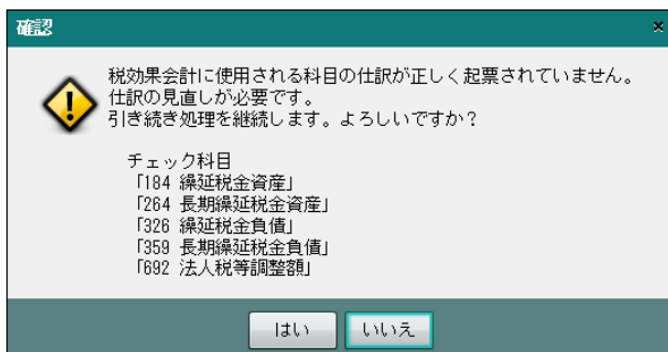 確認
×
税効果会計に使用される科目の仕訳が正しく起票されていません。
仕訳の見直しが必要です。
引き続き処理を継続します。よろしいですか？
チェック科目
「184 繰延税金資産」
「264 長期繰延税金資産」
「326 繰延税金負債」
「359 長期繰延税金負債」
「692 法人税等調整額」
はい
いいえ